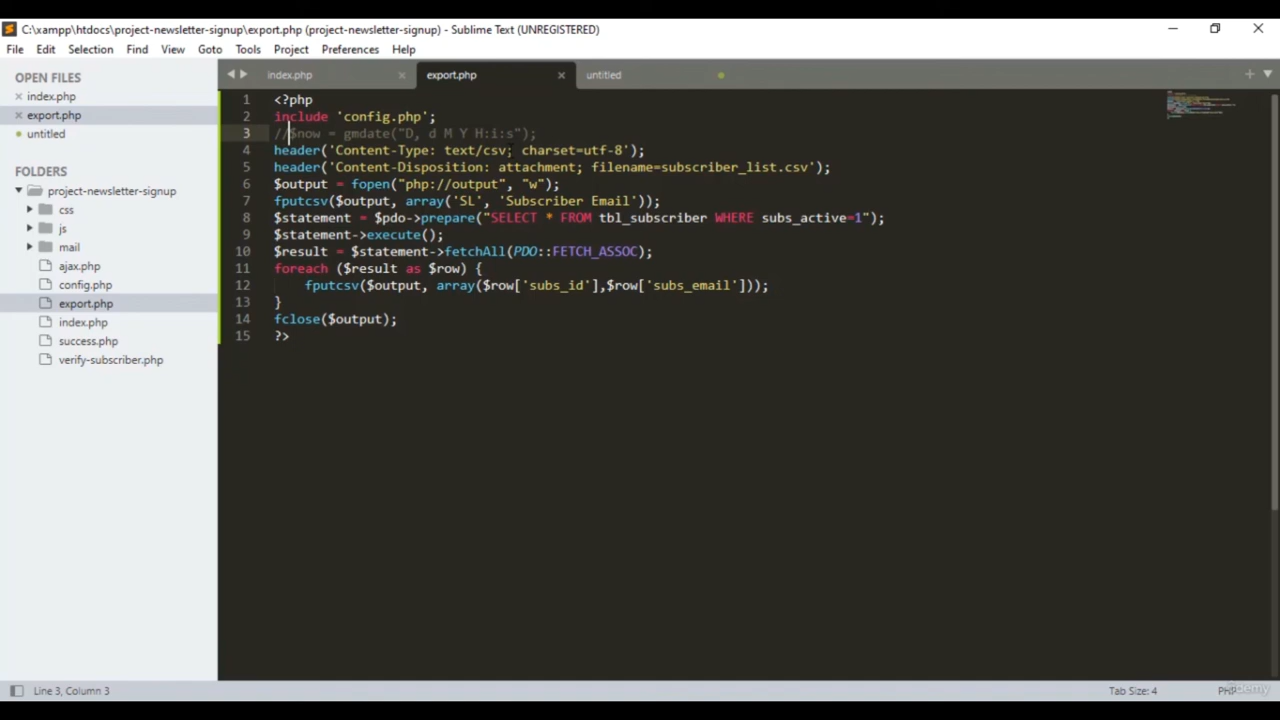 C:\xampp\htdocs\project-newsletter-signup\export.php (project-newsletter-signup) - Sublime Text (UNREGISTERED)
File Edit Selection Find View Goto Tools Project Preferences Help
OPEN FILES
index.php
export.php
untitled
FOLDERS
project-newsletter-signup
css
js
mail
ajax.php
config.php
export.php
index.php
success.php
verify-subscriber.php
index.php export.php untitled
1 <?php
2 include 'config.php';
3 //$now = gmdate("D, d M Y H:i:s");
4 header('Content-Type: text/csv; charset=utf-8');
5 header('Content-Disposition: attachment; filename=subscriber_list.csv');
6 $output = fopen("php://output", "w");
7 fputcsv($output, array('SL', 'Subscriber Email'));
8 $statement = $pdo->prepare("SELECT * FROM tbl_subscriber WHERE subs_active=1");
9 $statement->execute();
10 $result = $statement->fetchAll(PDO::FETCH_ASSOC);
11 foreach ($result as $row) {
12 fputcsv($output, array($row['subs_id'],$row['subs_email']));
13 }
14 fclose($output);
15 ?>
Line 3, Column 3
Tab Size: 4
PHP